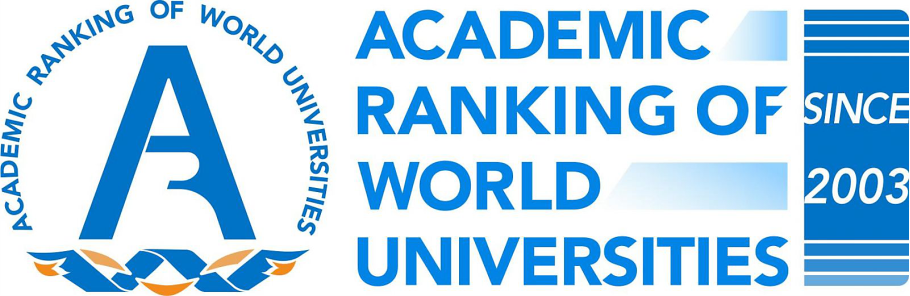 ACADEMIC RANKING OF WORLD UNIVERSITIES
A
ACADEMIC
RANKING OF
WORLD
UNIVERSITIES
SINCE
2003